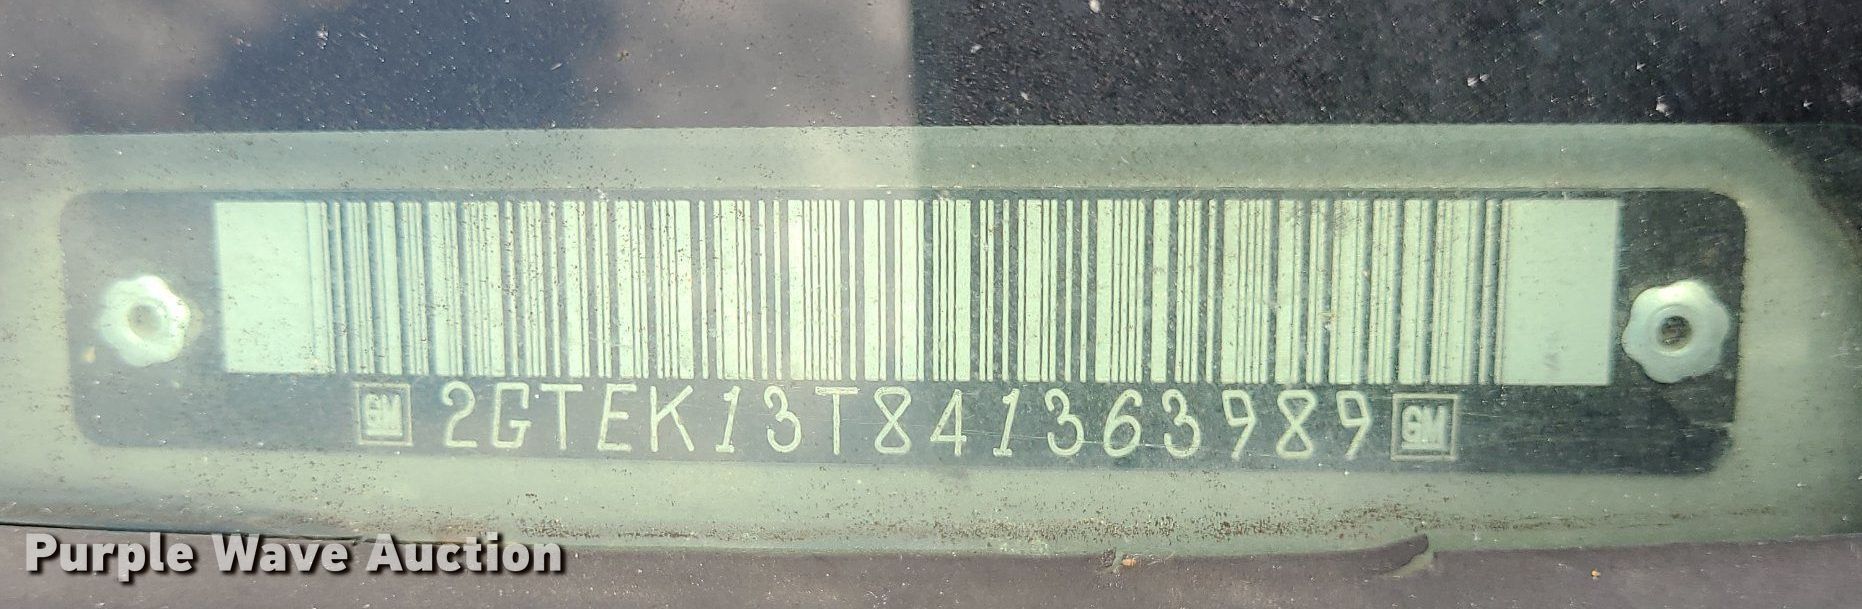 GM 2GTEK13T841363989 GM
Purple Wave Auction